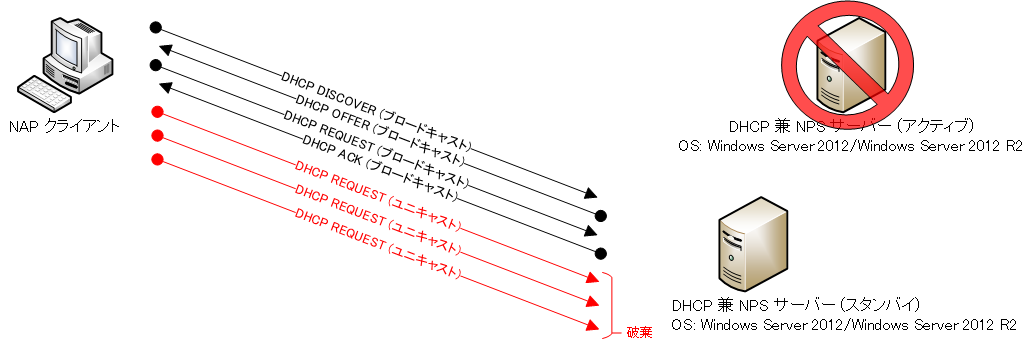 NAP クライアント
DHCP DISCOVER (ブロードキャスト)
DHCP OFFER (ブロードキャスト)
DHCP REQUEST (ブロードキャスト)
DHCP ACK (ブロードキャスト)
DHCP REQUEST (ユニキャスト)
DHCP REQUEST (ユニキャスト)
DHCP REQUEST (ユニキャスト)
破棄
DHCP 兼 NPS サーバー (アクティブ)
OS: Windows Server 2012/Windows Server 2012 R2
DHCP 兼 NPS サーバー (スタンバイ)
OS: Windows Server 2012/Windows Server 2012 R2